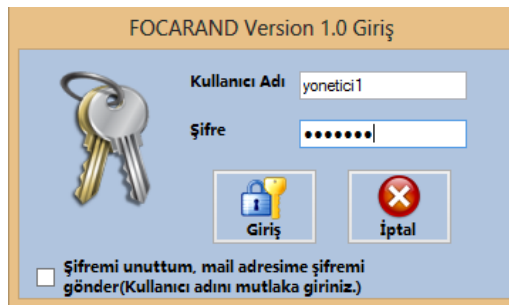 FOCARAND Version 1.0 Giriş
Kullanıcı Adı yonetici1
Şifre •••••••
Giriş İptal
Şifremi unuttum, mail adresime şifremi
gönder(Kullanıcı adını mutlaka giriniz.)